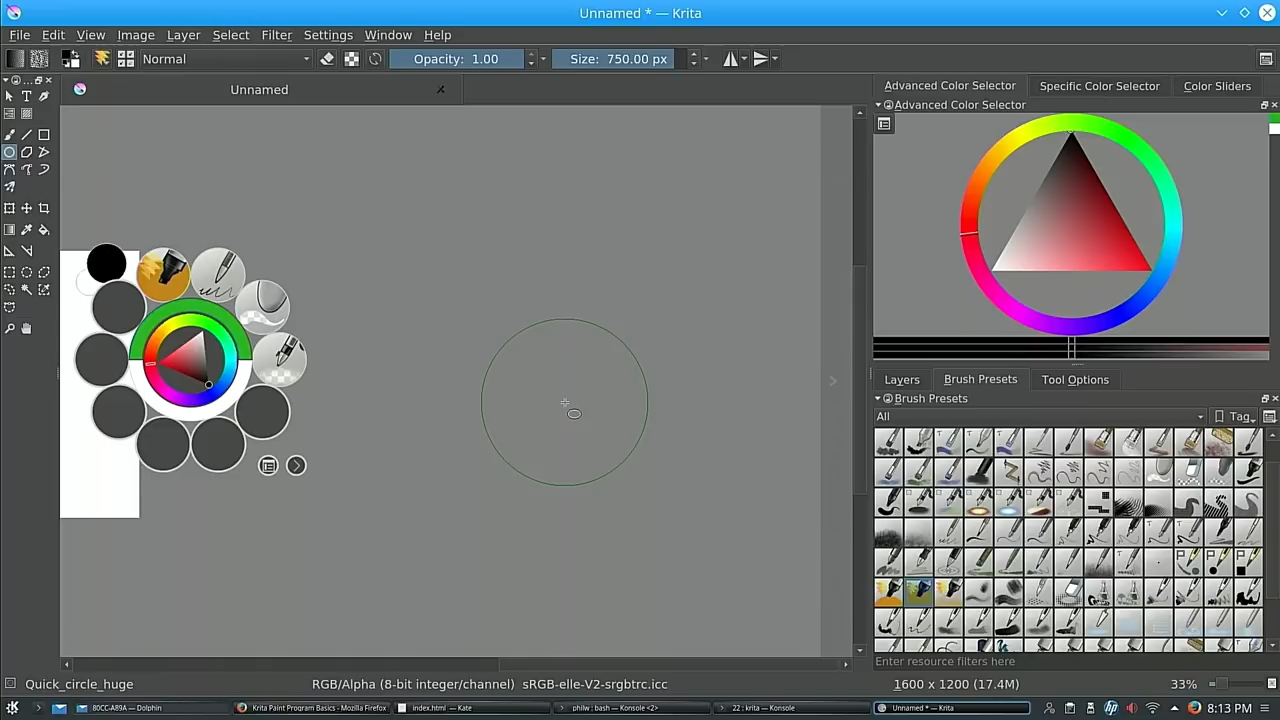 Unnamed * — Krita
File Edit View Image Layer Select Filter Settings Window Help
Normal Opacity: 1.00 Size: 750.00 px
Unnamed
Advanced Color Selector Specific Color Selector Color Sliders
Advanced Color Selector
Layers Brush Presets Tool Options
Brush Presets
All Tag
Enter resource filters here
Quick_circle_huge RGB/Alpha (8-bit integer/channel) sRGB-elle-V2-srgbtrc.icc 1600 x 1200 (17.4M) 33%
80CC-A89A — Dolphin Krita Paint Program Basics - Mozilla Firefox index.html — Kate philw : bash — Konsole <2> 22 : krita — Konsole Unnamed * — Krita 8:13 PM